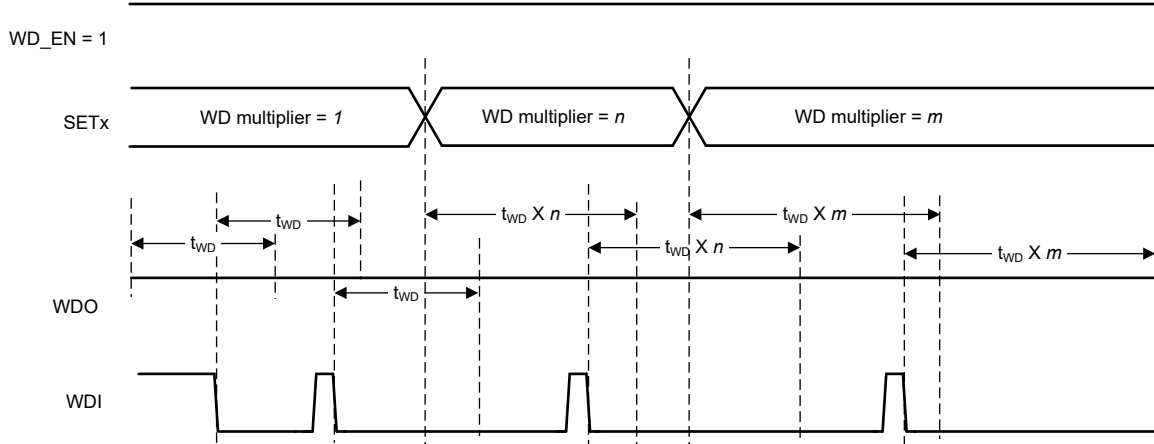 WD_EN = 1
SETx
WD multiplier = 1
WD multiplier = n
WD multiplier = m
tWD
tWD X n
tWD X m
tWD
tWD X n
tWD X m
tWD
WDO
WDI